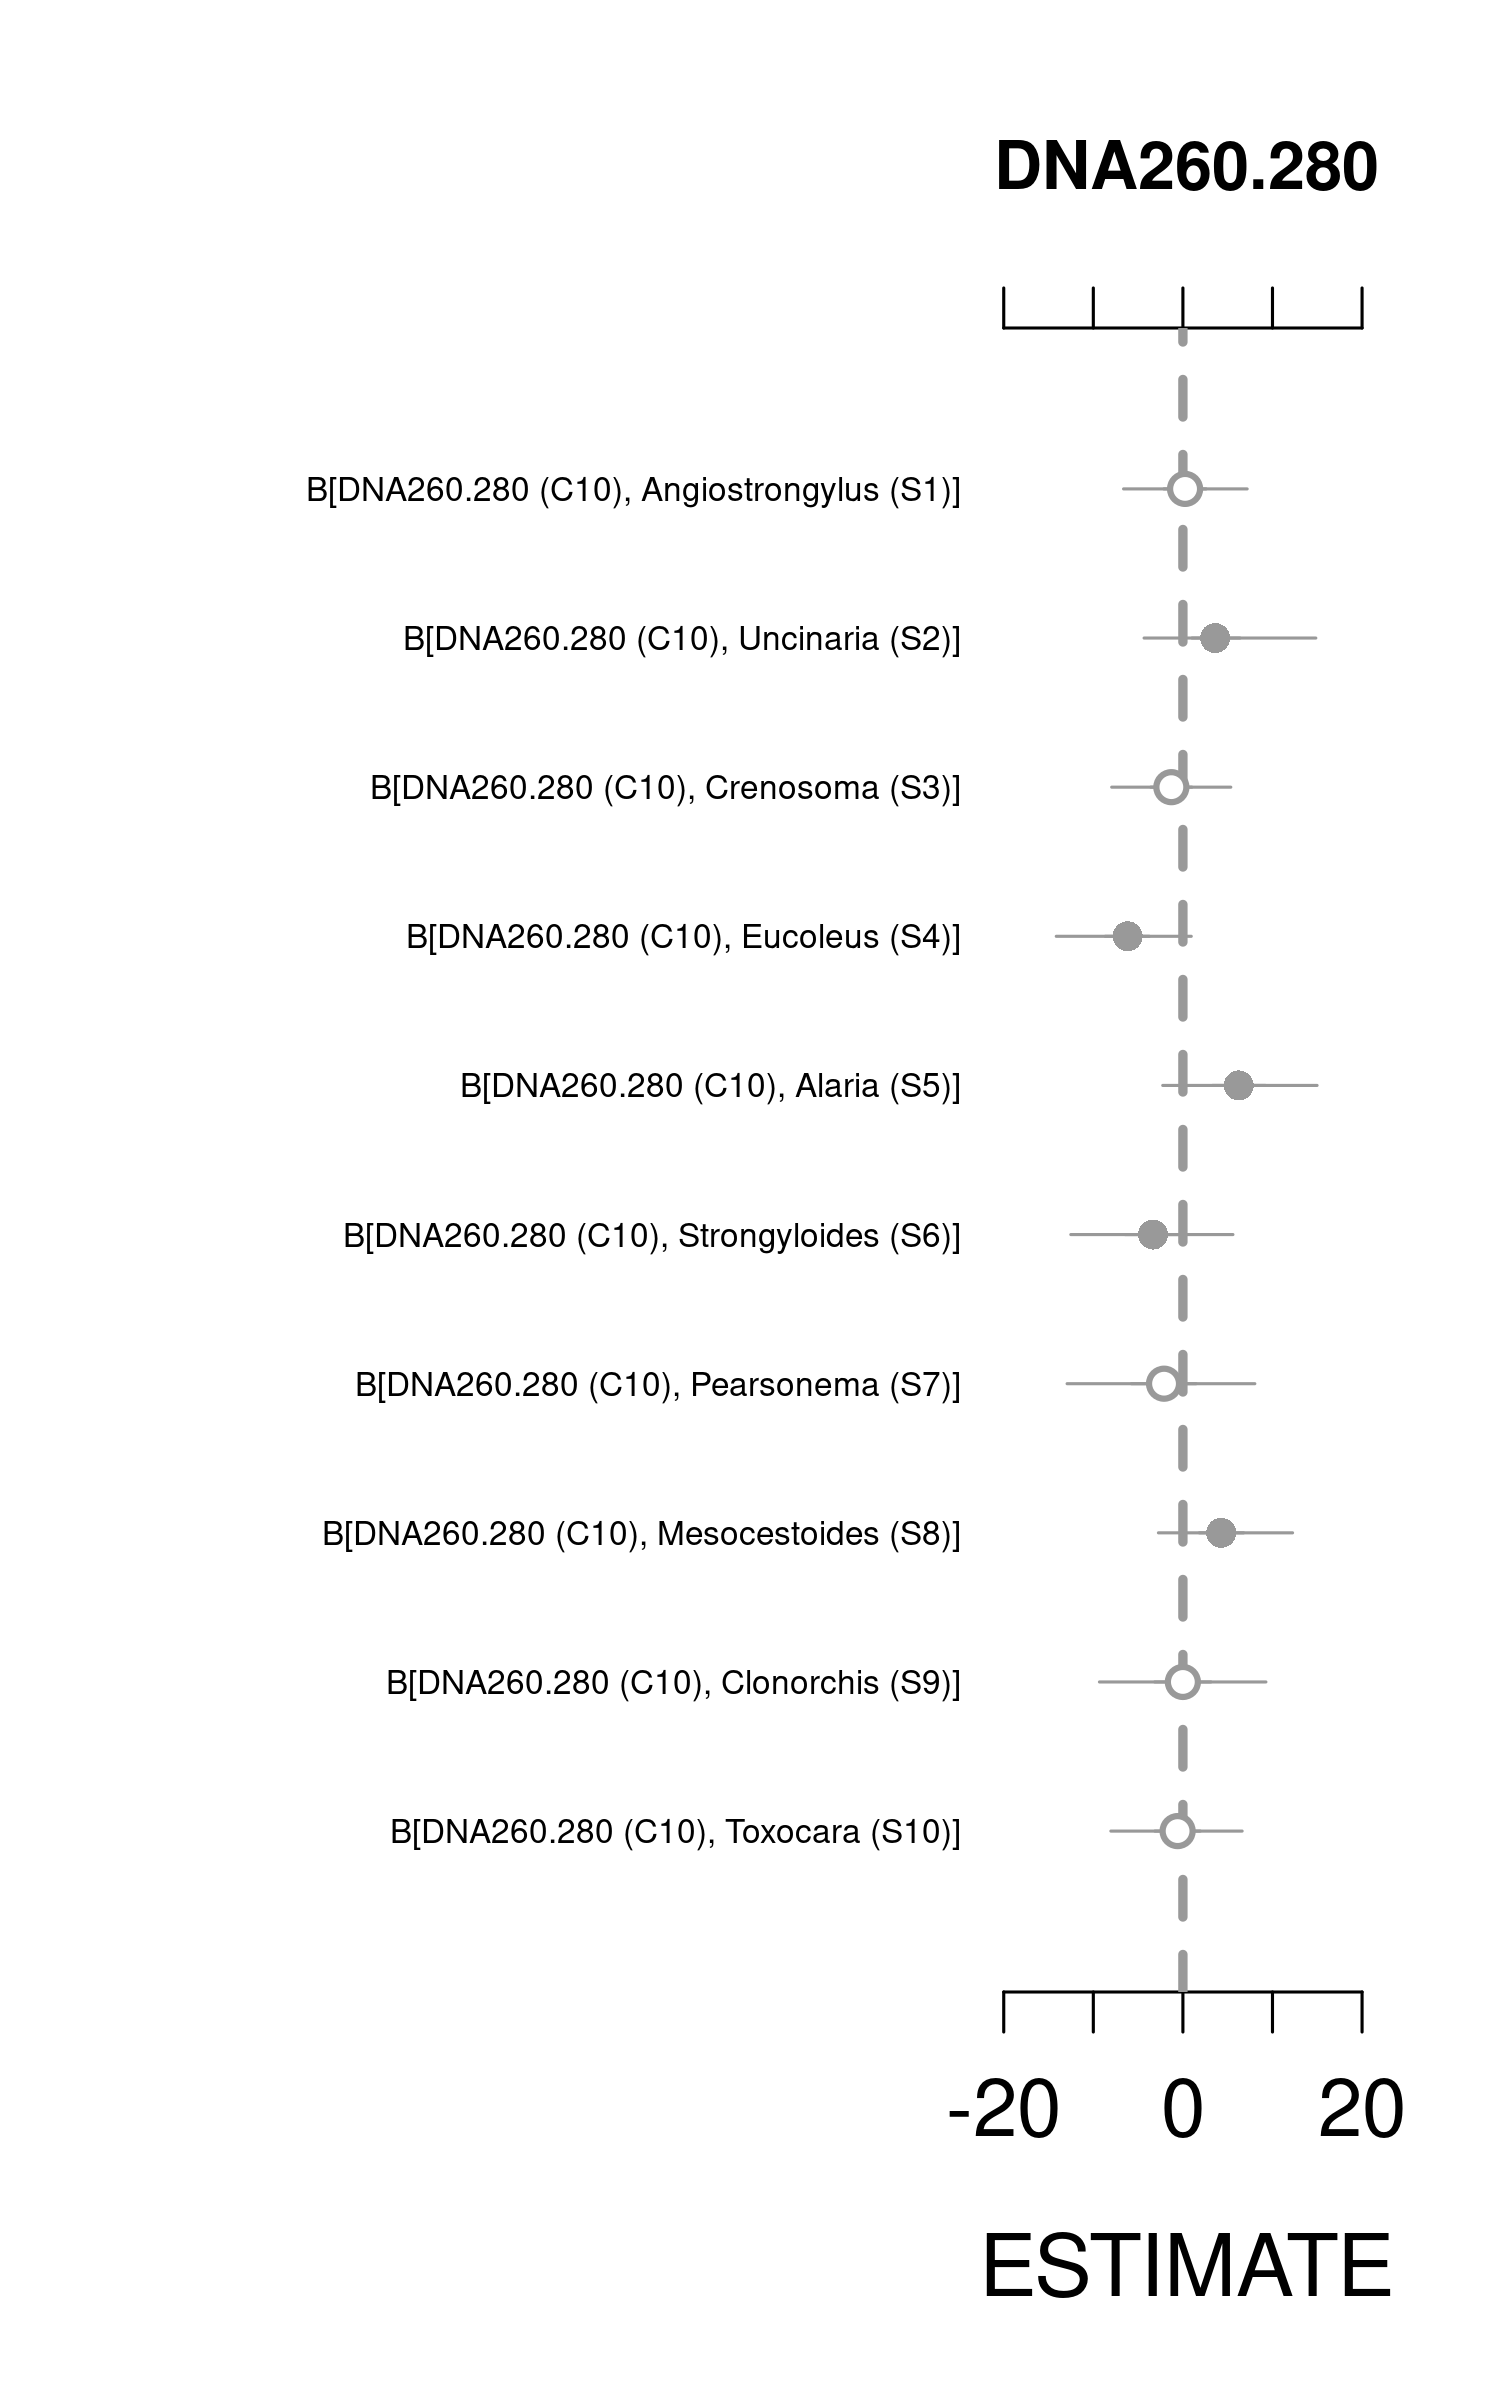 DNA260.280
B[DNA260.280 (C10), Angiostrongylus (S1)]
B[DNA260.280 (C10), Uncinaria (S2)]
B[DNA260.280 (C10), Crenosoma (S3)]
B[DNA260.280 (C10), Eucoleus (S4)]
B[DNA260.280 (C10), Alaria (S5)]
B[DNA260.280 (C10), Strongyloides (S6)]
B[DNA260.280 (C10), Pearsonema (S7)]
B[DNA260.280 (C10), Mesocestoides (S8)]
B[DNA260.280 (C10), Clonorchis (S9)]
B[DNA260.280 (C10), Toxocara (S10)]
-20 0 20
ESTIMATE